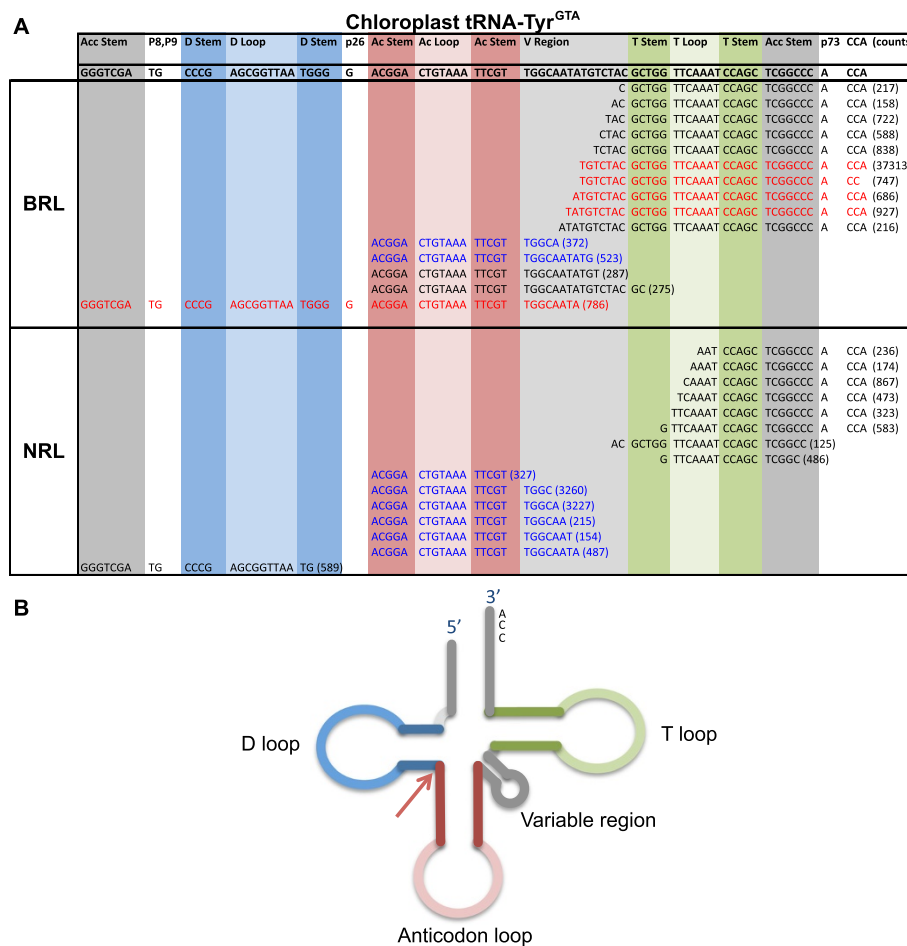 Chloroplast tRNA-Tyr^GTA
A
Acc Stem P8,P9 D Stem D Loop D Stem p26 Ac Stem Ac Loop Ac Stem V Region T Stem T Loop T Stem Acc Stem p73 CCA (counts
GGGTCGA TG CCCG AGCGGTTAA TGGG G ACGGA CTGTAAA TTCGT TGGCAATATGTCTAC GCTGG TTCAAAT CCAGC TCGGCCC A CCA
BRL
C GCTGG TTCAAAT CCAGC TCGGCCC A CCA (217)
AC GCTGG TTCAAAT CCAGC TCGGCCC A CCA (158)
TAC GCTGG TTCAAAT CCAGC TCGGCCC A CCA (722)
CTAC GCTGG TTCAAAT CCAGC TCGGCCC A CCA (588)
TCTAC GCTGG TTCAAAT CCAGC TCGGCCC A CCA (838)
TGTCTAC GCTGG TTCAAAT CCAGC TCGGCCC A CCA (37313
TGTCTAC GCTGG TTCAAAT CCAGC TCGGCCC A CC (747)
ATGTCTAC GCTGG TTCAAAT CCAGC TCGGCCC A CCA (686)
TATGTCTAC GCTGG TTCAAAT CCAGC TCGGCCC A CCA (927)
ATATGTCTAC GCTGG TTCAAAT CCAGC TCGGCCC A CCA (216)
ACGGA CTGTAAA TTCGT TGGCA (372)
ACGGA CTGTAAA TTCGT TGGCAATATG (523)
ACGGA CTGTAAA TTCGT TGGCAATATGT (287)
ACGGA CTGTAAA TTCGT TGGCAATATGTCTAC GC (275)
GGGTCGA TG CCCG AGCGGTTAA TGGG G ACGGA CTGTAAA TTCGT TGGCAATA (786)
NRL
AAT CCAGC TCGGCCC A CCA (236)
AAAT CCAGC TCGGCCC A CCA (174)
CAAAT CCAGC TCGGCCC A CCA (867)
TCAAAT CCAGC TCGGCCC A CCA (473)
TTCAAAT CCAGC TCGGCCC A CCA (323)
G TTCAAAT CCAGC TCGGCCC A CCA (583)
AC GCTGG TTCAAAT CCAGC TCGGCC (125)
G TTCAAAT CCAGC TCGGC (486)
ACGGA CTGTAAA TTCGT (327)
ACGGA CTGTAAA TTCGT TGGC (3260)
ACGGA CTGTAAA TTCGT TGGCA (3227)
ACGGA CTGTAAA TTCGT TGGCAA (215)
ACGGA CTGTAAA TTCGT TGGCAAT (154)
ACGGA CTGTAAA TTCGT TGGCAATA (487)
GGGTCGA TG CCCG AGCGGTTAA TG (589)
B
3’
5’
A
C
C
D loop
T loop
Variable region
Anticodon loop